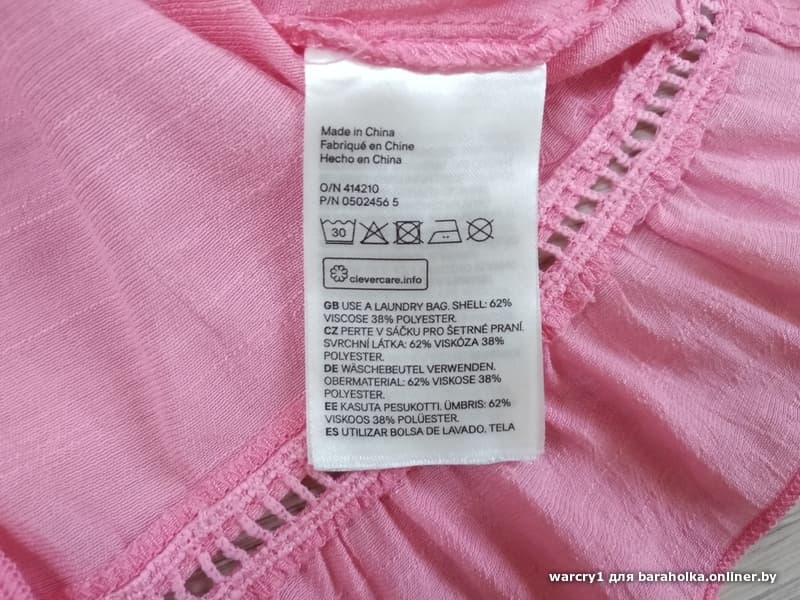 Made in China
Fabriqué en Chine
Hecho en China
O/N 414210
P/N 0502456 5
30
clevercare.info
GB USE A LAUNDRY BAG. SHELL: 62%
VISCOSE 38% POLYESTER.
CZ PERTE V SÁČKU PRO ŠETRNÉ PRANÍ.
SVRCHNÍ LÁTKA: 62% VISKÓZA 38%
POLYESTER.
DE WÄSCHEBEUTEL VERWENDEN.
OBERMATERIAL: 62% VISKOSE 38%
POLYESTER.
EE KASUTA PESUKOTTI. ÜMBRIS: 62%
VISKOOS 38% POLÜESTER.
ES UTILIZAR BOLSA DE LAVADO. TELA
warcry1 для baraholka.onliner.by